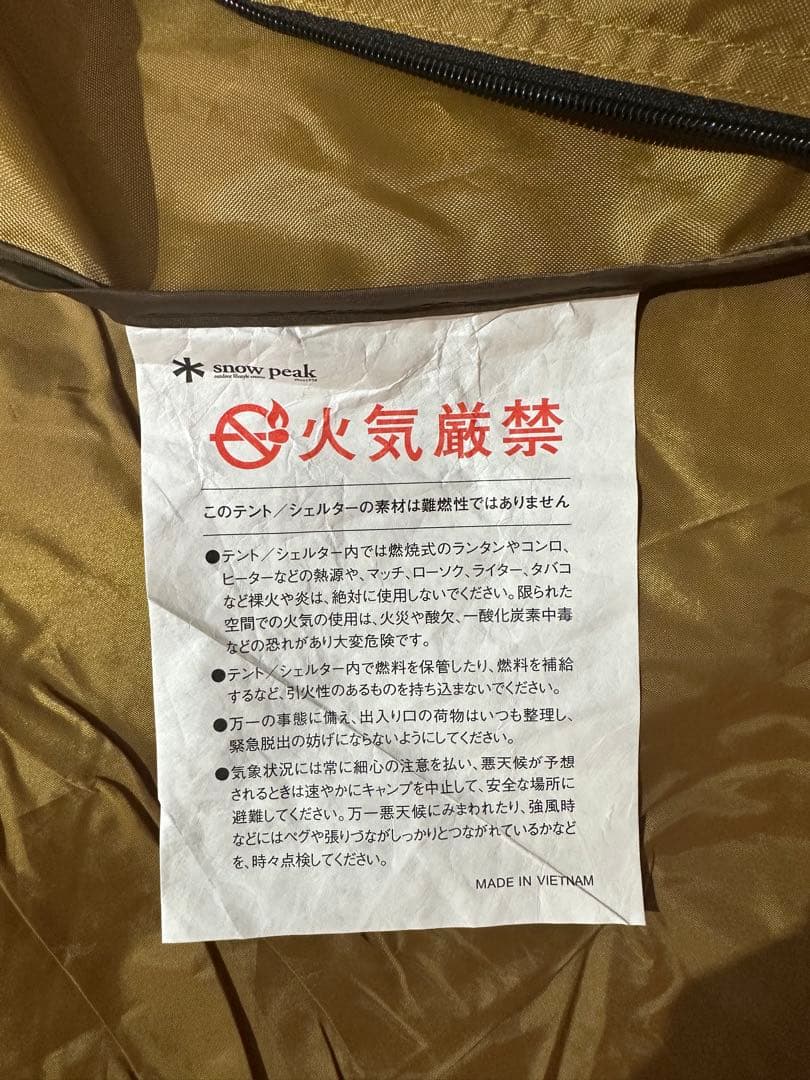 snow peak
火気厳禁
このテント／シェルターの素材は難燃性ではありません
●テント／シェルター内では燃焼式のランタンやコンロ、
ヒーターなどの熱源や、マッチ、ローソク、ライター、タバコ
など裸火や炎は、絶対に使用しないでください。限られた
空間での火気の使用は、火災や酸欠、一酸化炭素中毒
などの恐れがあり大変危険です。
●テント／シェルター内で燃料を保管したり、燃料を補給
するなど、引火性のあるものを持ち込まないでください。
●万一の事態に備え、出入り口の荷物はいつも整理し、
緊急脱出の妨げにならないようにしてください。
●気象状況には常に細心の注意を払い、悪天候が予想
されるときは速やかにキャンプを中止して、安全な場所に
避難してください。万一悪天候にみまわれたり、強風時
などにはペグや張りづながしっかりとつながれているかなど
を、時々点検してください。
MADE IN VIETNAM